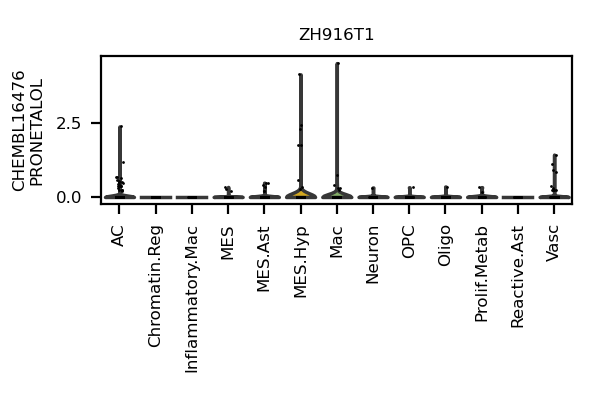 ZH916T1
CHEMBL16476
PRONETALOL
2.5
0.0
AC
Chromatin.Reg
Inflammatory.Mac
MES
MES.Ast
MES.Hyp
Mac
Neuron
OPC
Oligo
Prolif.Metab
Reactive.Ast
Vasc